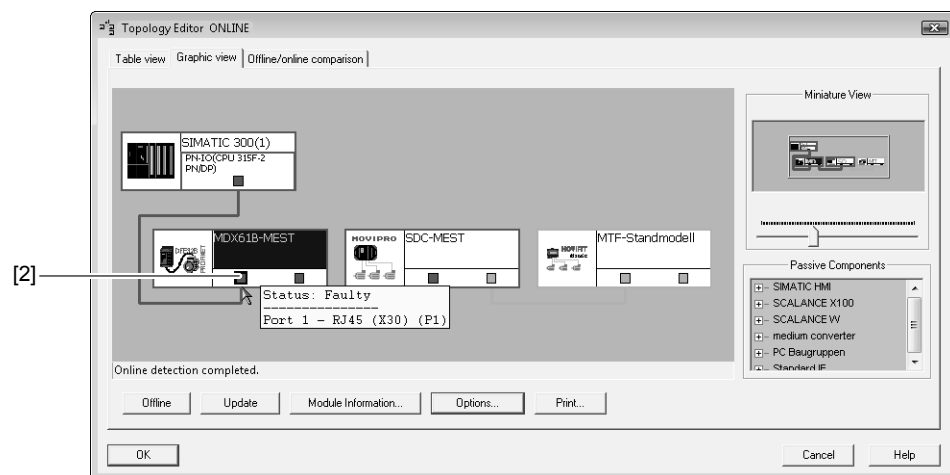 Topology Editor ONLINE
Table view
Graphic view
Offline/online comparison
Miniature View
SIMATIC 300(1)
PN-IO(CPU 315F-2
PN/DP)
MDX61B-MEST
MOVIPRO
SDC-MEST
MOVIFIT
MTF-Standmodell
[2]
Status: Faulty
---------------
Port 1 - RJ45 (X30) (P1)
Passive Components
SIMATIC HMI
SCALANCE X100
SCALANCE W
medium converter
PC Baugruppen
Standard IE
Online detection completed.
Offline
Update
Module Information...
Options...
Print...
OK
Cancel
Help